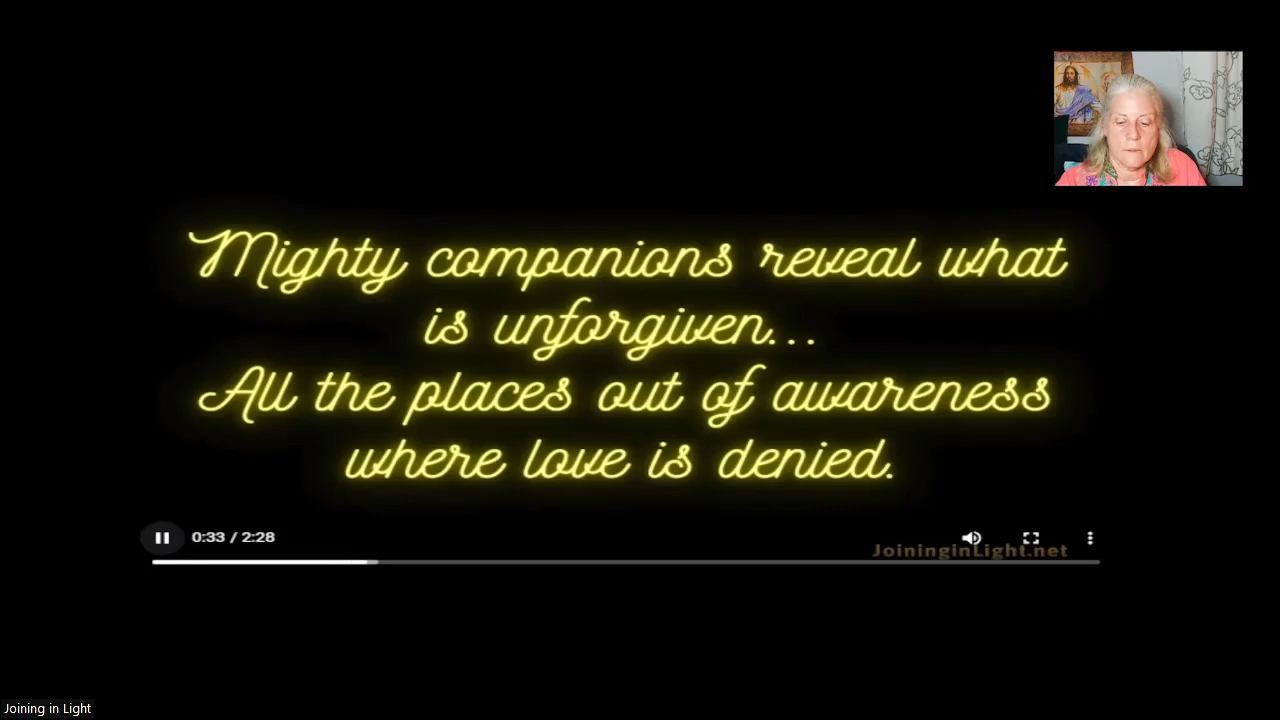 Mighty companions reveal what
is unforgiven...
All the places out of awareness
where love is denied.
0:33 / 2:28
JoininginLight.net
Joining in Light